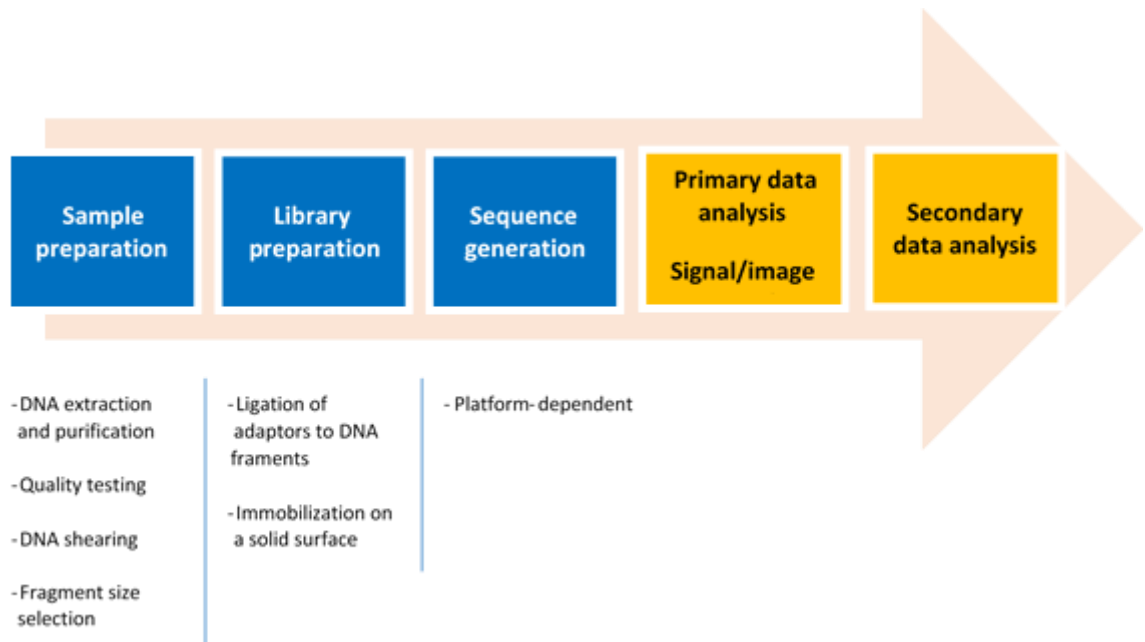 Sample
preparation
Library
preparation
Sequence
generation
Primary data
analysis
Signal/image
Secondary
data analysis
-DNA extraction
and purification
-Quality testing
-DNA shearing
-Fragment size
selection
-Ligation of
adaptors to DNA
framents
-Immobilization on
a solid surface
- Platform-dependent